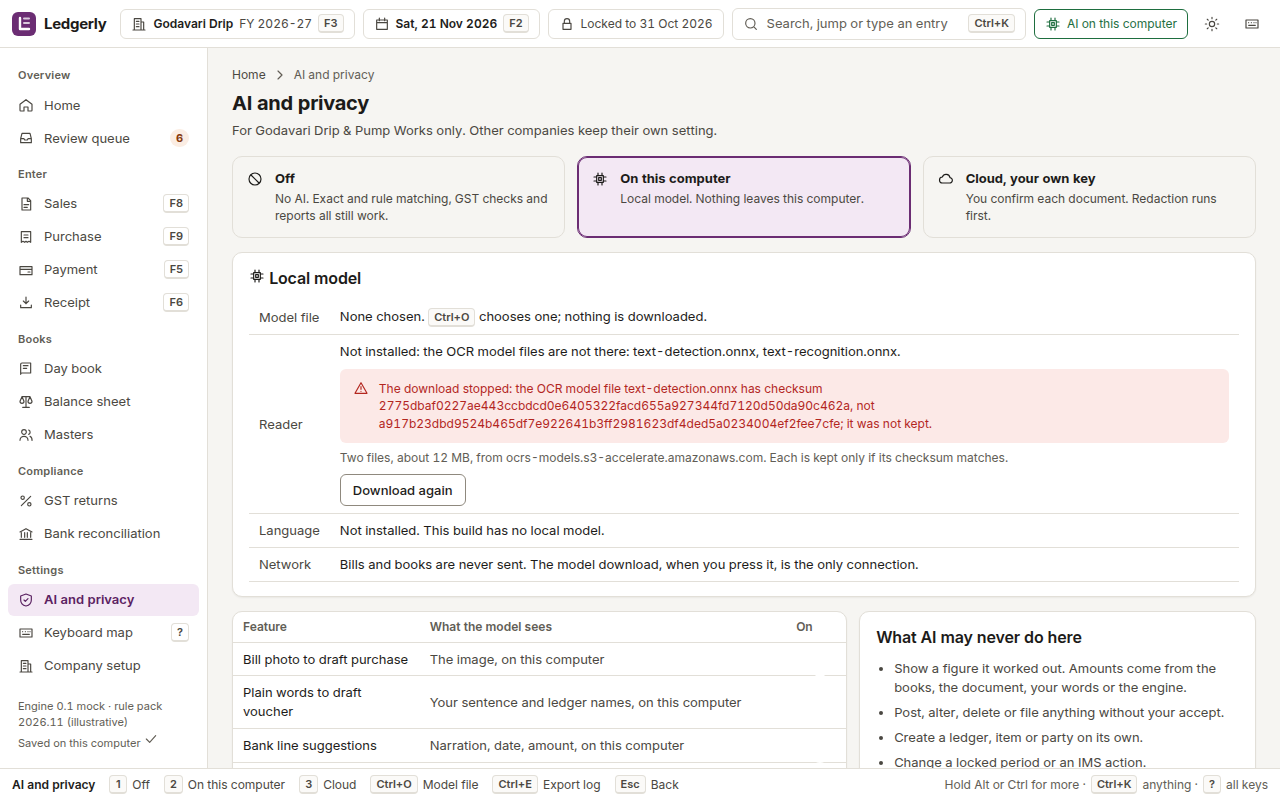 Ledgerly
Godavari Drip FY 2026-27 F3
Sat, 21 Nov 2026 F2
Locked to 31 Oct 2026
Search, jump or type an entry Ctrl+K
AI on this computer
Overview
Home
Review queue 6
Enter
Sales F8
Purchase F9
Payment F5
Receipt F6
Books
Day book
Balance sheet
Masters
Compliance
GST returns
Bank reconciliation
Settings
AI and privacy
Keyboard map ?
Company setup
Engine 0.1 mock · rule pack
2026.11 (illustrative)
Saved on this computer
Home > AI and privacy
AI and privacy
For Godavari Drip & Pump Works only. Other companies keep their own setting.
Off
No AI. Exact and rule matching, GST checks and
reports all still work.
On this computer
Local model. Nothing leaves this computer.
Cloud, your own key
You confirm each document. Redaction runs
first.
Local model
Model file None chosen. Ctrl+O chooses one; nothing is downloaded.
Reader
Not installed: the OCR model files are not there: text-detection.onnx, text-recognition.onnx.
The download stopped: the OCR model file text-detection.onnx has checksum
2775dbaf0227ae443ccbdcd0e6405322facd655a927344fd7120d50da90c462a, not
a917b23dbd9524b465df7e922641b3ff2981623df4ded5a0234004ef2fee7cfe; it was not kept.
Two files, about 12 MB, from ocrs-models.s3-accelerate.amazonaws.com. Each is kept only if its checksum matches.
Download again
Language Not installed. This build has no local model.
Network Bills and books are never sent. The model download, when you press it, is the only connection.
Feature What the model sees On
Bill photo to draft purchase The image, on this computer
Plain words to draft
voucher
Your sentence and ledger names, on this computer
Bank line suggestions Narration, date, amount, on this computer
What AI may never do here
• Show a figure it worked out. Amounts come from the
books, the document, your words or the engine.
• Post, alter, delete or file anything without your accept.
• Create a ledger, item or party on its own.
• Change a locked period or an IMS action.
AI and privacy 1 Off 2 On this computer 3 Cloud Ctrl+O Model file Ctrl+E Export log Esc Back
Hold Alt or Ctrl for more · Ctrl+K anything · ? all keys